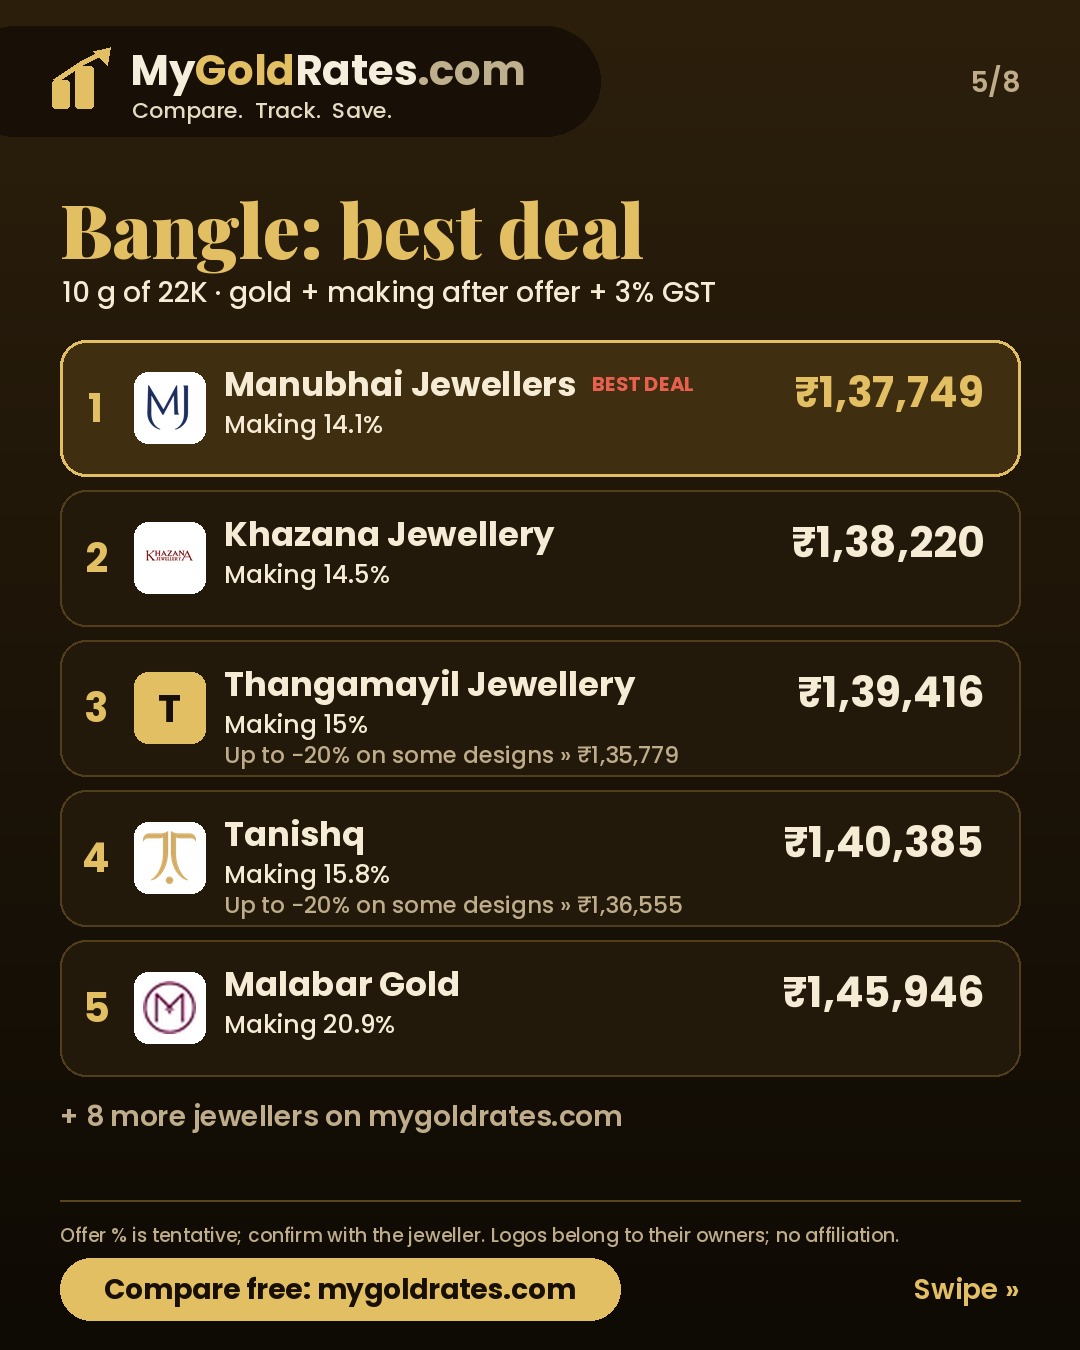 MyGoldRates.com
Compare. Track. Save.
5/8
Bangle: best deal
10 g of 22K · gold + making after offer + 3% GST
1
MJ
Manubhai Jewellers BEST DEAL
₹1,37,749
Making 14.1%
2
KHAZANA
JEWELLERY
Khazana Jewellery
₹1,38,220
Making 14.5%
3
T
Thangamayil Jewellery
₹1,39,416
Making 15%
Up to -20% on some designs » ₹1,35,779
4
Tanishq
₹1,40,385
Making 15.8%
Up to -20% on some designs » ₹1,36,555
5
M
Malabar Gold
₹1,45,946
Making 20.9%
+ 8 more jewellers on mygoldrates.com
Offer % is tentative; confirm with the jeweller. Logos belong to their owners; no affiliation.
Compare free: mygoldrates.com
Swipe »